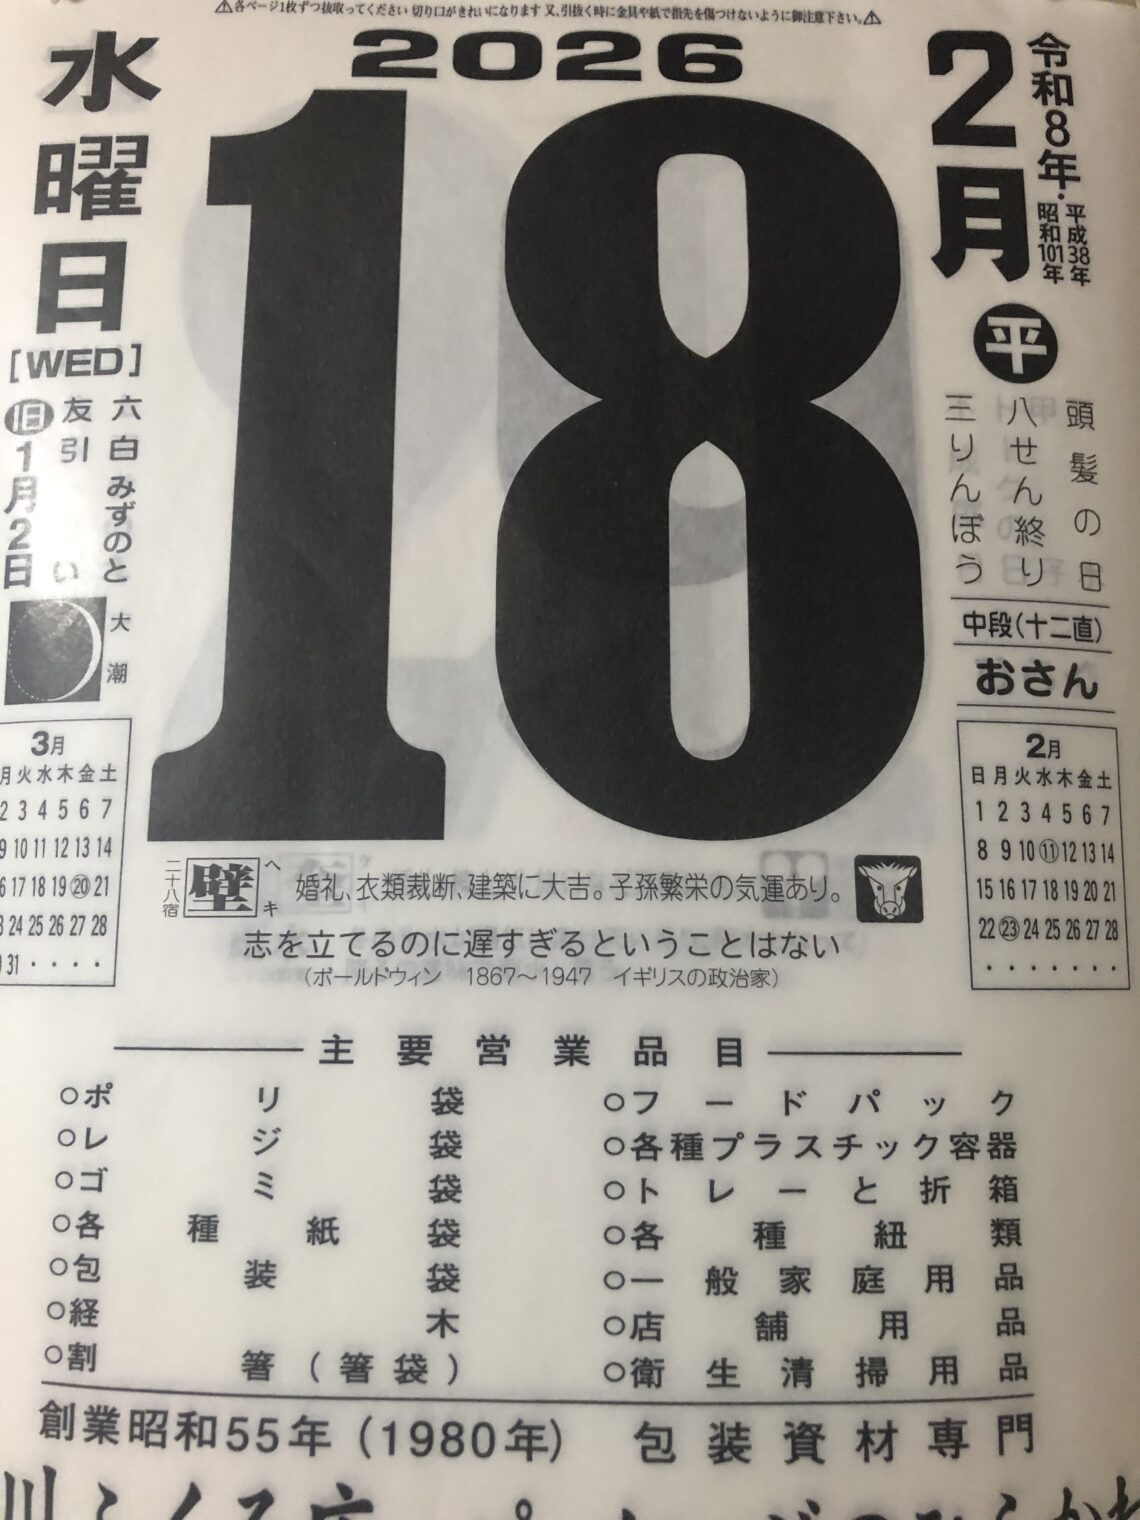 ⚠各ページ1枚ずつ抜取ってください 切り口がきれいになります 又、引抜く時に金具や紙で指先を傷つけないように御注意下さい。⚠
2026
2月
令和8年・平成38年
昭和101年
水曜日
[WED]
18
平
頭髪の日
八せん終り
三りんぼう
中段(十二直)
おさん
六白 みずのと
友引 い
旧1月2日
大潮
3月
月火水木金土
2 3 4 5 6 7
9 10 11 12 13 14
6 17 18 19 20 21
3 24 25 26 27 28
31 ・ ・ ・ ・
2月
日月火水木金土
1 2 3 4 5 6 7
8 9 10 11 12 13 14
15 16 17 18 19 20 21
22 23 24 25 26 27 28
・ ・ ・ ・ ・ ・ ・
二十八宿
壁
ヘキ
婚礼、衣類裁断、建築に大吉。子孫繁栄の気運あり。
志を立てるのに遅すぎるということはない
(ボールドウィン 1867〜1947 イギリスの政治家)
主要営業品目
○ポリ袋
○レジ袋
○ゴミ袋
○各種紙袋
○包装袋
○経木
○割箸(箸袋)
○フードパック
○各種プラスチック容器
○トレーと折箱
○各種紐類
○一般家庭用品
○店舗用品
○衛生清掃用品
創業昭和55年(1980年) 包装資材専門